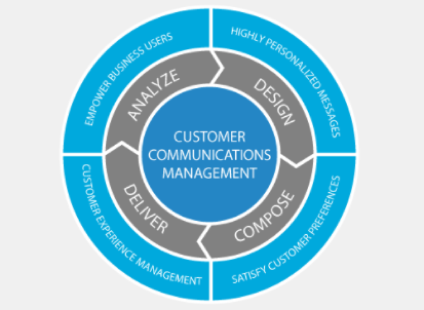 EMPOWER BUSINESS USERS
HIGHLY PERSONALIZED MESSAGES
ANALYZE
DESIGN
CUSTOMER
COMMUNICATIONS
MANAGEMENT
DELIVER
COMPOSE
CUSTOMER EXPERIENCE MANAGEMENT
SATISFY CUSTOMER PREFERENCES